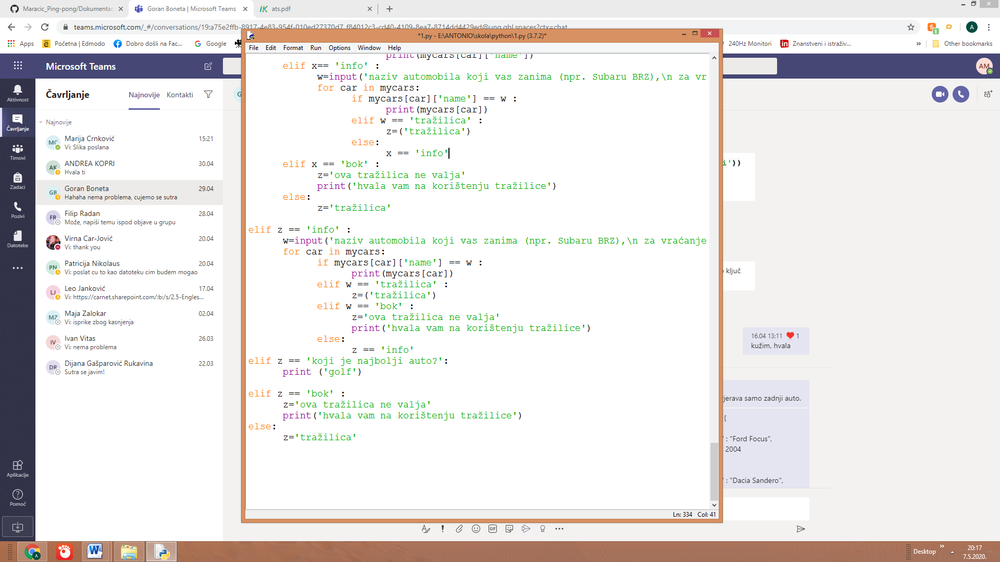 Maracic_Ping-pong/Dokumentac
Goran Boneta | Microsoft Teams
ats.pdf
teams.microsoft.com/_#/conversations/19:a75e2ffb-8917-4e83-954f-010ed27370d7_f84012c3-cd40-4109-8ea7-8714dd4429ed@unq.gbl.spaces?ctx=chat
Apps
Početna | Edmodo
Dobro došli na Fac...
Google
240Hz Monitori
Znanstveni i istraživ...
Other bookmarks
*1.py - E:\ANTONIO\skola\python\1.py (3.7.2)*
File Edit Format Run Options Window Help
Microsoft Teams
AM
Aktivnost
Čavrljanje
Timovi
Zadaci
Pozivi
Datoteke
Aplikacije
Pomoć
Čavrljanje
Najnovije
Kontakti
Najnovije
MC
Marija Crnković
15:21
Vi: Slika poslana
AK
ANDREA KOPRI
30.04
Hvala ti
GB
Goran Boneta
29.04
Hahaha nema problema, cujemo se sutra
FR
Filip Radan
28.04
Može, napiši temu ispod objave u grupu
Virna Car-Jović
20.04
Vi: thank you
PN
Patricija Nikolaus
20.04
Vi: poslat cu to kao datoteku cim budem mogao
LJ
Leo Janković
17.04
Vi: https://carnet.sharepoint.com/:b:/s/2.5-Engles...
MZ
Maja Zalokar
02.04
Vi: isprike zbog kasnjenja
IV
Ivan Vitas
26.03
Vi: nema problema
DR
Dijana Gašparović Rukavina
22.03
Sutra se javim!
G
print(mycars[car]['name'])
elif x== 'info' :
w=input('naziv automobila koji vas zanima (npr. Subaru BRZ),\n za vr
for car in mycars:
if mycars[car]['name'] == w :
print(mycars[car])
elif w == 'tražilica' :
z=('tražilica')
else:
x == 'info'
elif x == 'bok' :
z='ova tražilica ne valja'
print('hvala vam na korištenju tražilice')
else:
z='tražilica'
elif z == 'info' :
w=input('naziv automobila koji vas zanima (npr. Subaru BRZ),\n za vraćanje
for car in mycars:
if mycars[car]['name'] == w :
print(mycars[car])
elif w == 'tražilica' :
z=('tražilica')
elif w == 'bok' :
z='ova tražilica ne valja'
print('hvala vam na korištenju tražilice')
else:
z == 'info'
elif z == 'koji je najbolji auto?':
print ('golf')
elif z == 'bok' :
z='ova tražilica ne valja'
print('hvala vam na korištenju tražilice')
else:
z='tražilica'
Ln: 334 Col: 41
i'))
ključ
16.04 13:11 1
kužim, hvala
jerava samo zadnji auto.
{
' : "Ford Focus",
2004
' : "Dacia Sandero",
GIF
Desktop
20:17
7.5.2020.